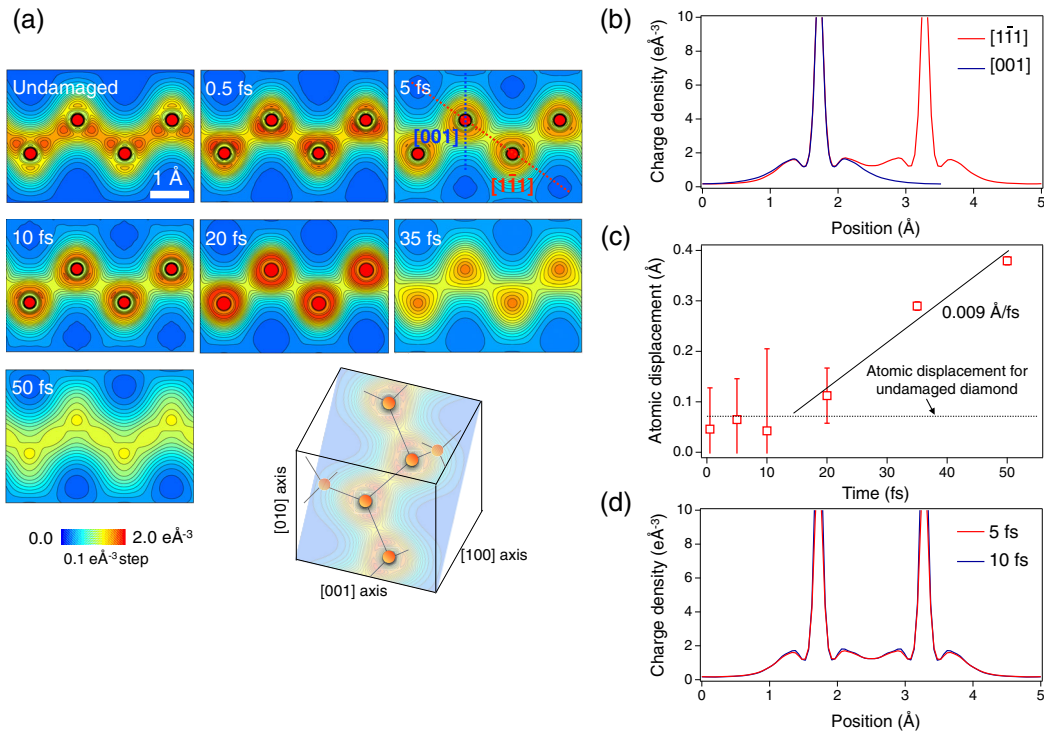 (a)
Undamaged
0.5 fs
5 fs
1 Å
[001]
[11̄1]
10 fs
20 fs
35 fs
50 fs
0.0
2.0 eÅ⁻³
0.1 eÅ⁻³ step
[010] axis
[001] axis
[100] axis
(b)
Charge density (eÅ⁻³)
10
8
6
4
2
0
[11̄1]
[001]
0
1
2
3
4
5
Position (Å)
(c)
Atomic displacement (Å)
0.4
0.3
0.2
0.1
0.0
0.009 Å/fs
Atomic displacement for
undamaged diamond
0
10
20
30
40
50
Time (fs)
(d)
Charge density (eÅ⁻³)
10
8
6
4
2
0
5 fs
10 fs
0
1
2
3
4
5
Position (Å)